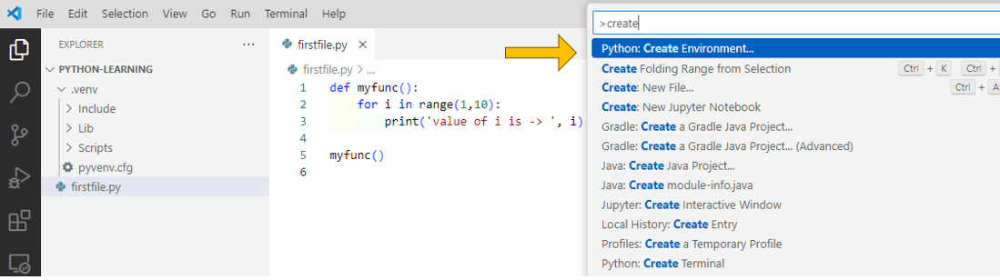 File Edit Selection View Go Run Terminal Help
EXPLORER
PYTHON-LEARNING
.venv
Include
Lib
Scripts
pyvenv.cfg
firstfile.py
firstfile.py
firstfile.py > ...
1 def myfunc():
2 for i in range(1,10):
3 print('value of i is -> ', i)
4
5 myfunc()
6
>create
Python: Create Environment...
Create Folding Range from Selection Ctrl + K Ctrl +
Create: New File... Ctrl +
Create: New Jupyter Notebook
Gradle: Create a Gradle Java Project...
Gradle: Create a Gradle Java Project... (Advanced)
Java: Create Java Project...
Java: Create module-info.java
Jupyter: Create Interactive Window
Local History: Create Entry
Profiles: Create a Temporary Profile
Python: Create Terminal